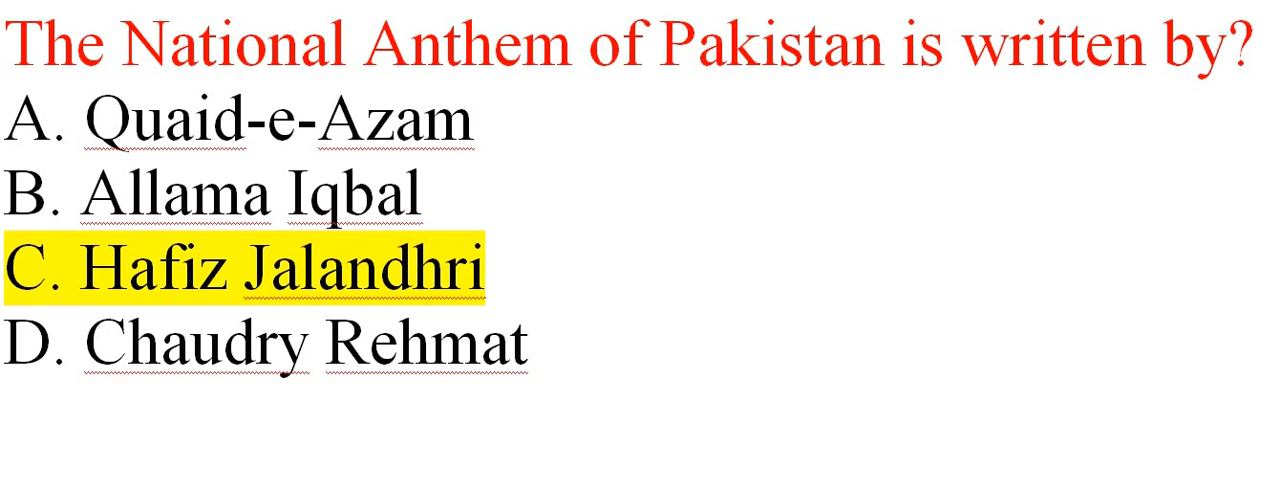 The National Anthem of Pakistan is written by?
A. Quaid-e-Azam
B. Allama Iqbal
C. Hafiz Jalandhri
D. Chaudry Rehmat